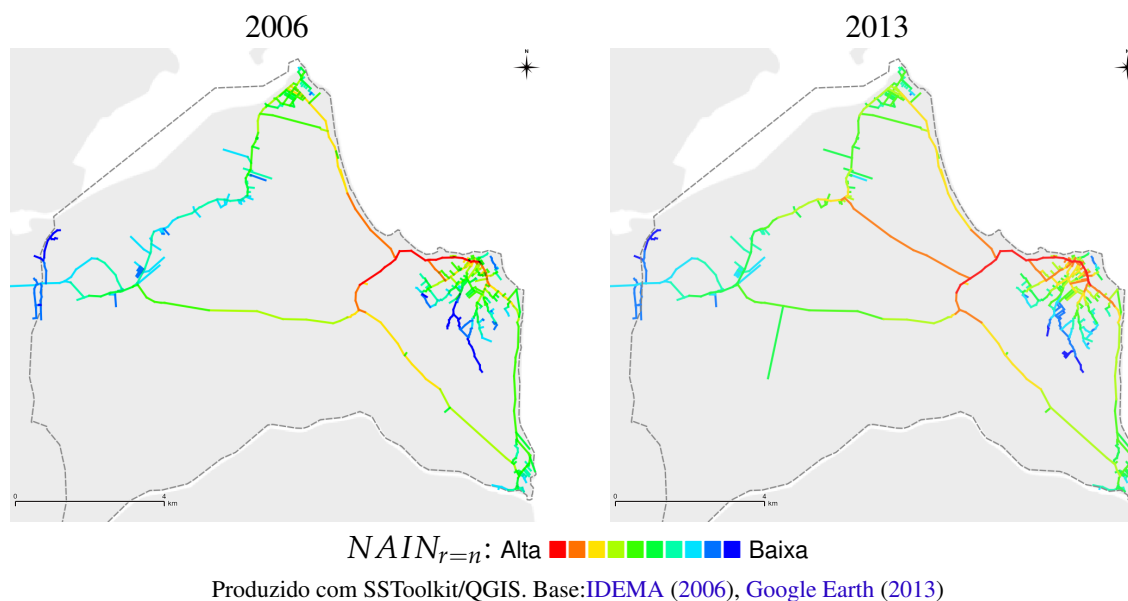 2006
2013
N
N
0 4
km
0 4
km
NAIN_{r=n}: Alta Baixa
Produzido com SSToolkit/QGIS. Base:IDEMA (2006), Google Earth (2013)